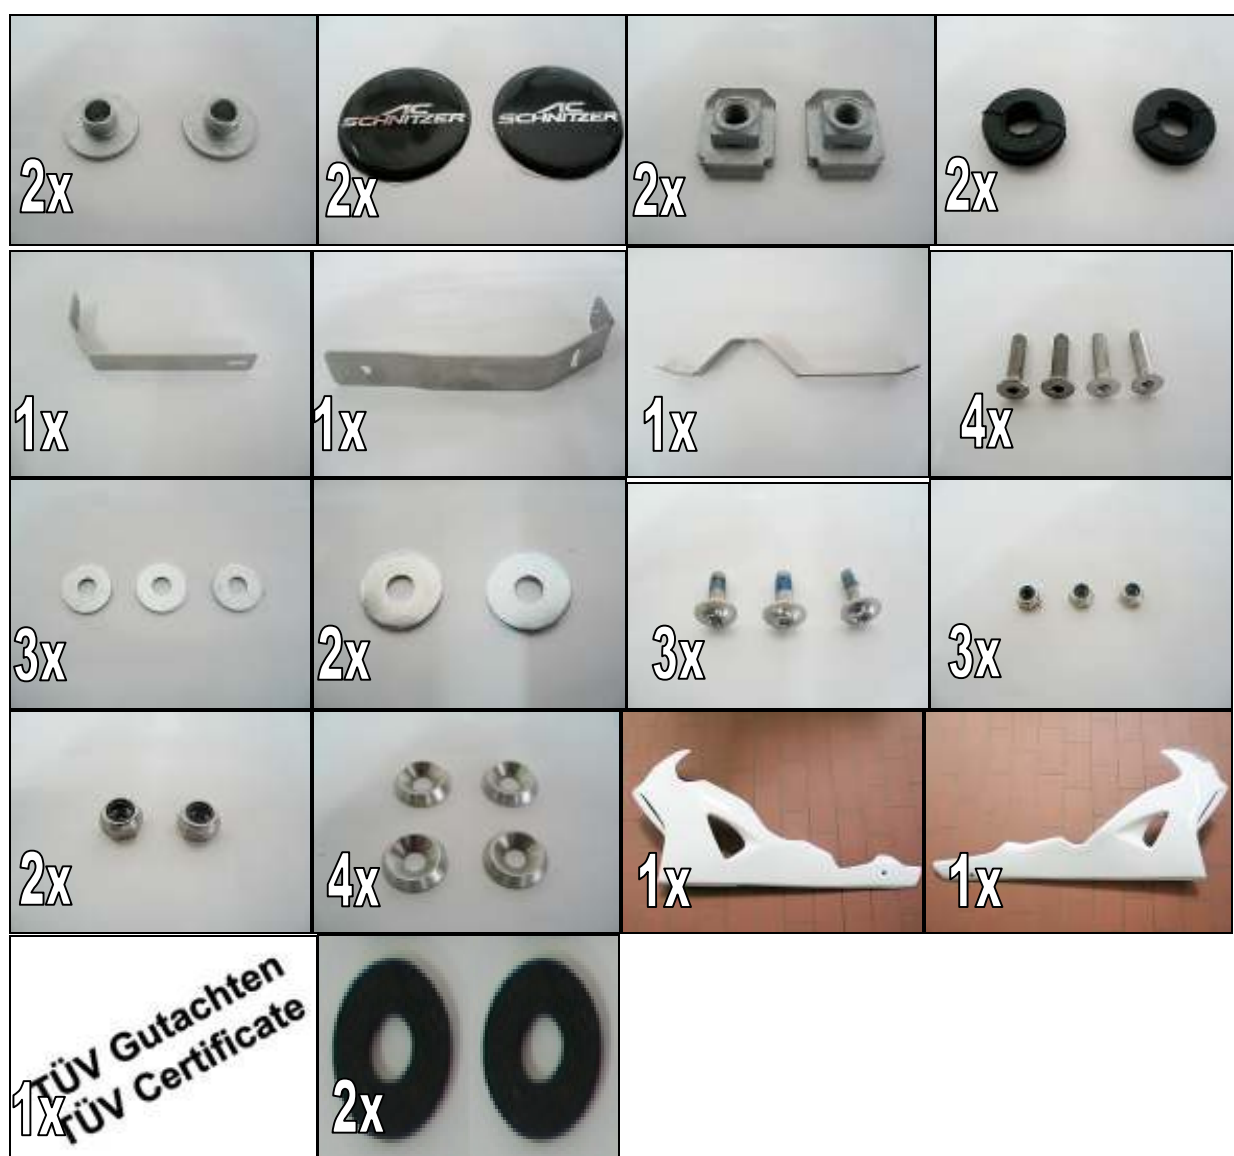 2x
AC
SCHNITZER
AC
SCHNITZER
2x
2x
2x
1x
1x
1x
4x
3x
2x
3x
3x
2x
4x
1x
1x
TÜV Gutachten
TÜV Certificate
1x
2x